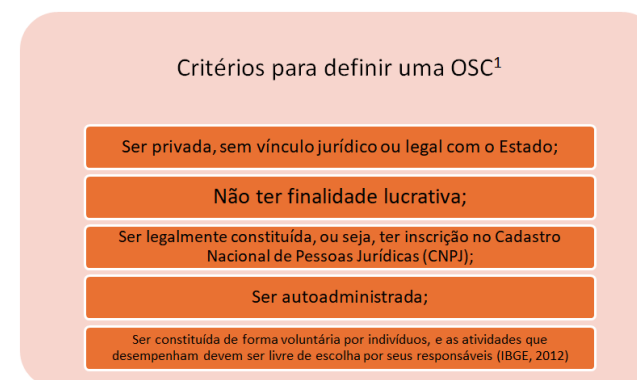 Critérios para definir uma OSC¹
Ser privada, sem vínculo jurídico ou legal com o Estado;
Não ter finalidade lucrativa;
Ser legalmente constituída, ou seja, ter inscrição no Cadastro
Nacional de Pessoas Jurídicas (CNPJ);
Ser autoadministrada;
Ser constituída de forma voluntária por indivíduos, e as atividades que
desempenham devem ser livre de escolha por seus responsáveis (IBGE, 2012)